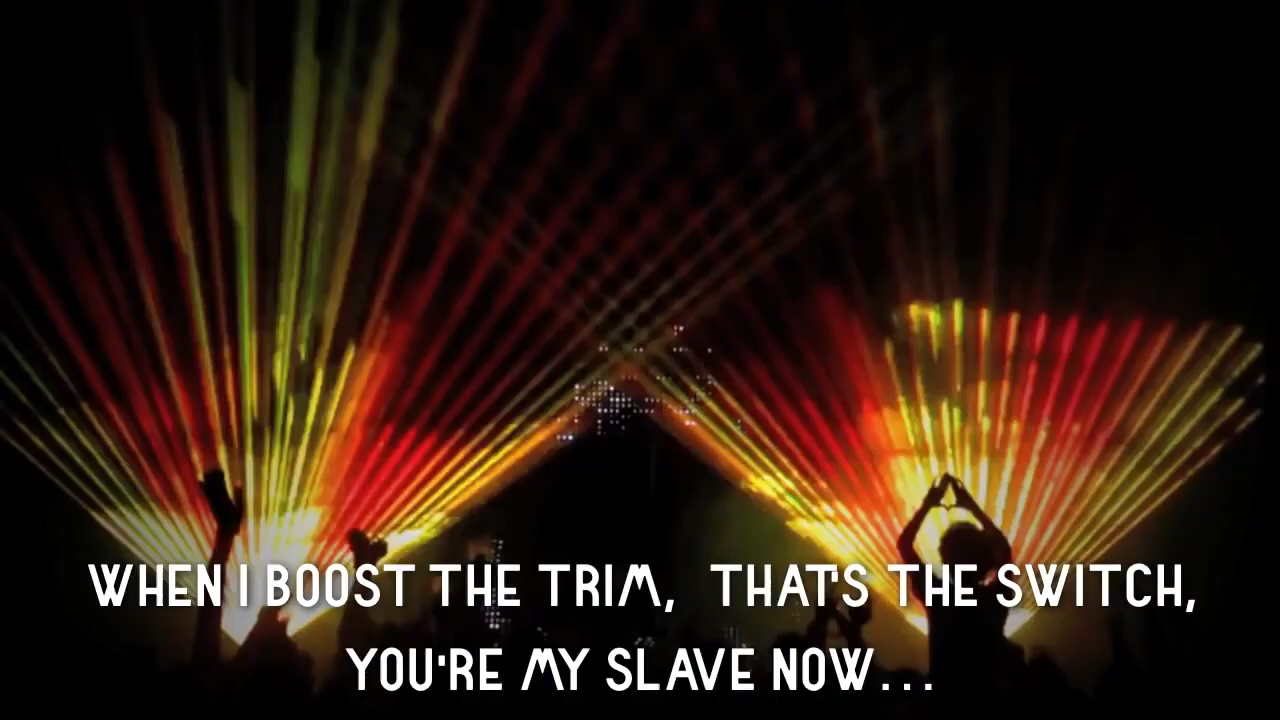 WHEN I BOOST THE TRIM, THAT'S THE SWITCH,
YOU'RE MY SLAVE NOW...